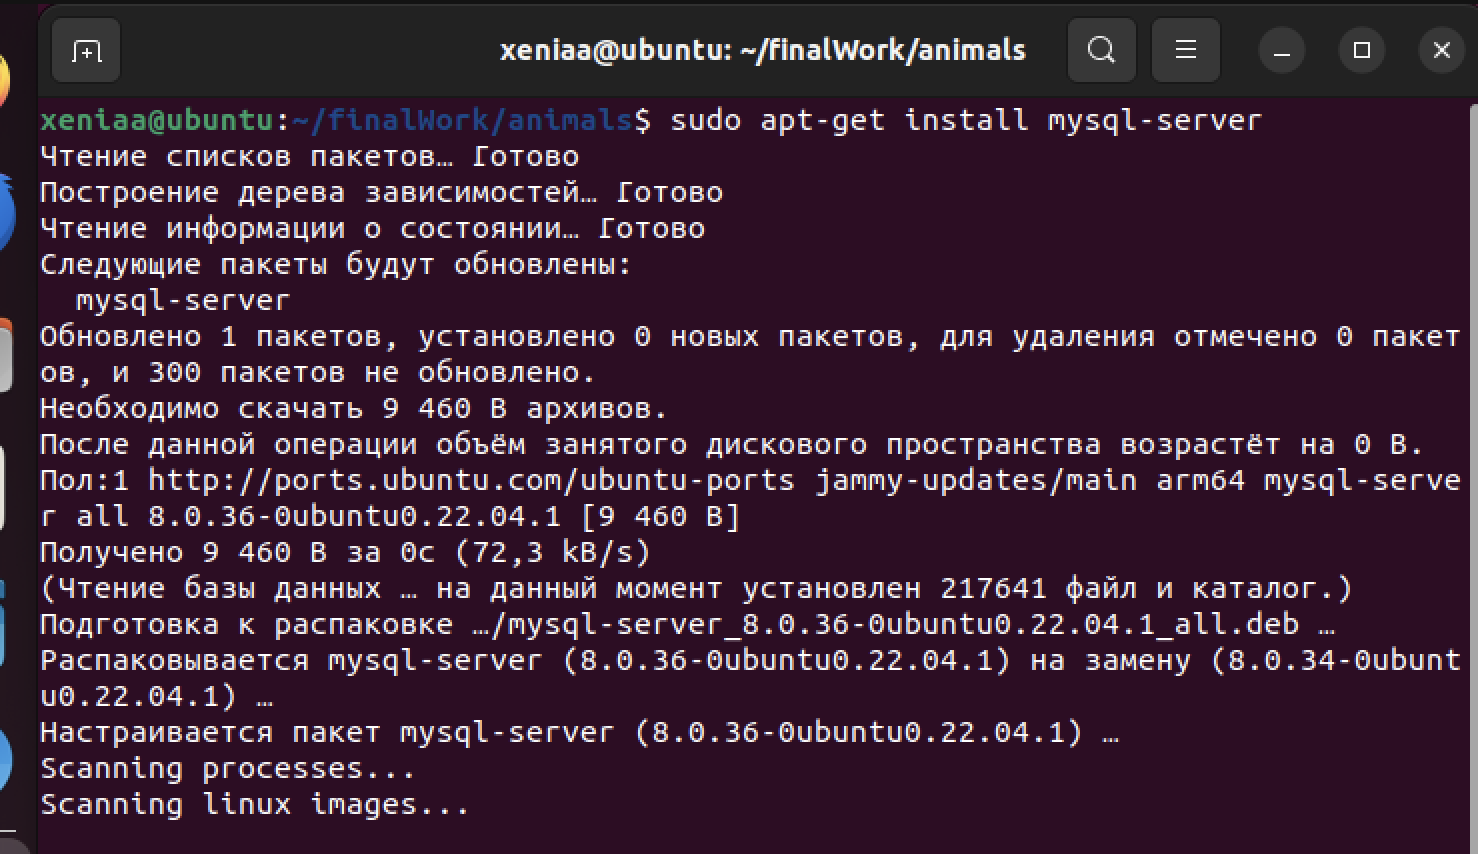 xeniaa@ubuntu: ~/finalWork/animals
xeniaa@ubuntu:~/finalWork/animals$ sudo apt-get install mysql-server
Чтение списков пакетов… Готово
Построение дерева зависимостей… Готово
Чтение информации о состоянии… Готово
Следующие пакеты будут обновлены:
  mysql-server
Обновлено 1 пакетов, установлено 0 новых пакетов, для удаления отмечено 0 пакет
ов, и 300 пакетов не обновлено.
Необходимо скачать 9 460 B архивов.
После данной операции объём занятого дискового пространства возрастёт на 0 B.
Пол:1 http://ports.ubuntu.com/ubuntu-ports jammy-updates/main arm64 mysql-serve
r all 8.0.36-0ubuntu0.22.04.1 [9 460 B]
Получено 9 460 B за 0с (72,3 kB/s)
(Чтение базы данных … на данный момент установлен 217641 файл и каталог.)
Подготовка к распаковке …/mysql-server_8.0.36-0ubuntu0.22.04.1_all.deb …
Распаковывается mysql-server (8.0.36-0ubuntu0.22.04.1) на замену (8.0.34-0ubunt
u0.22.04.1) …
Настраивается пакет mysql-server (8.0.36-0ubuntu0.22.04.1) …
Scanning processes...
Scanning linux images...